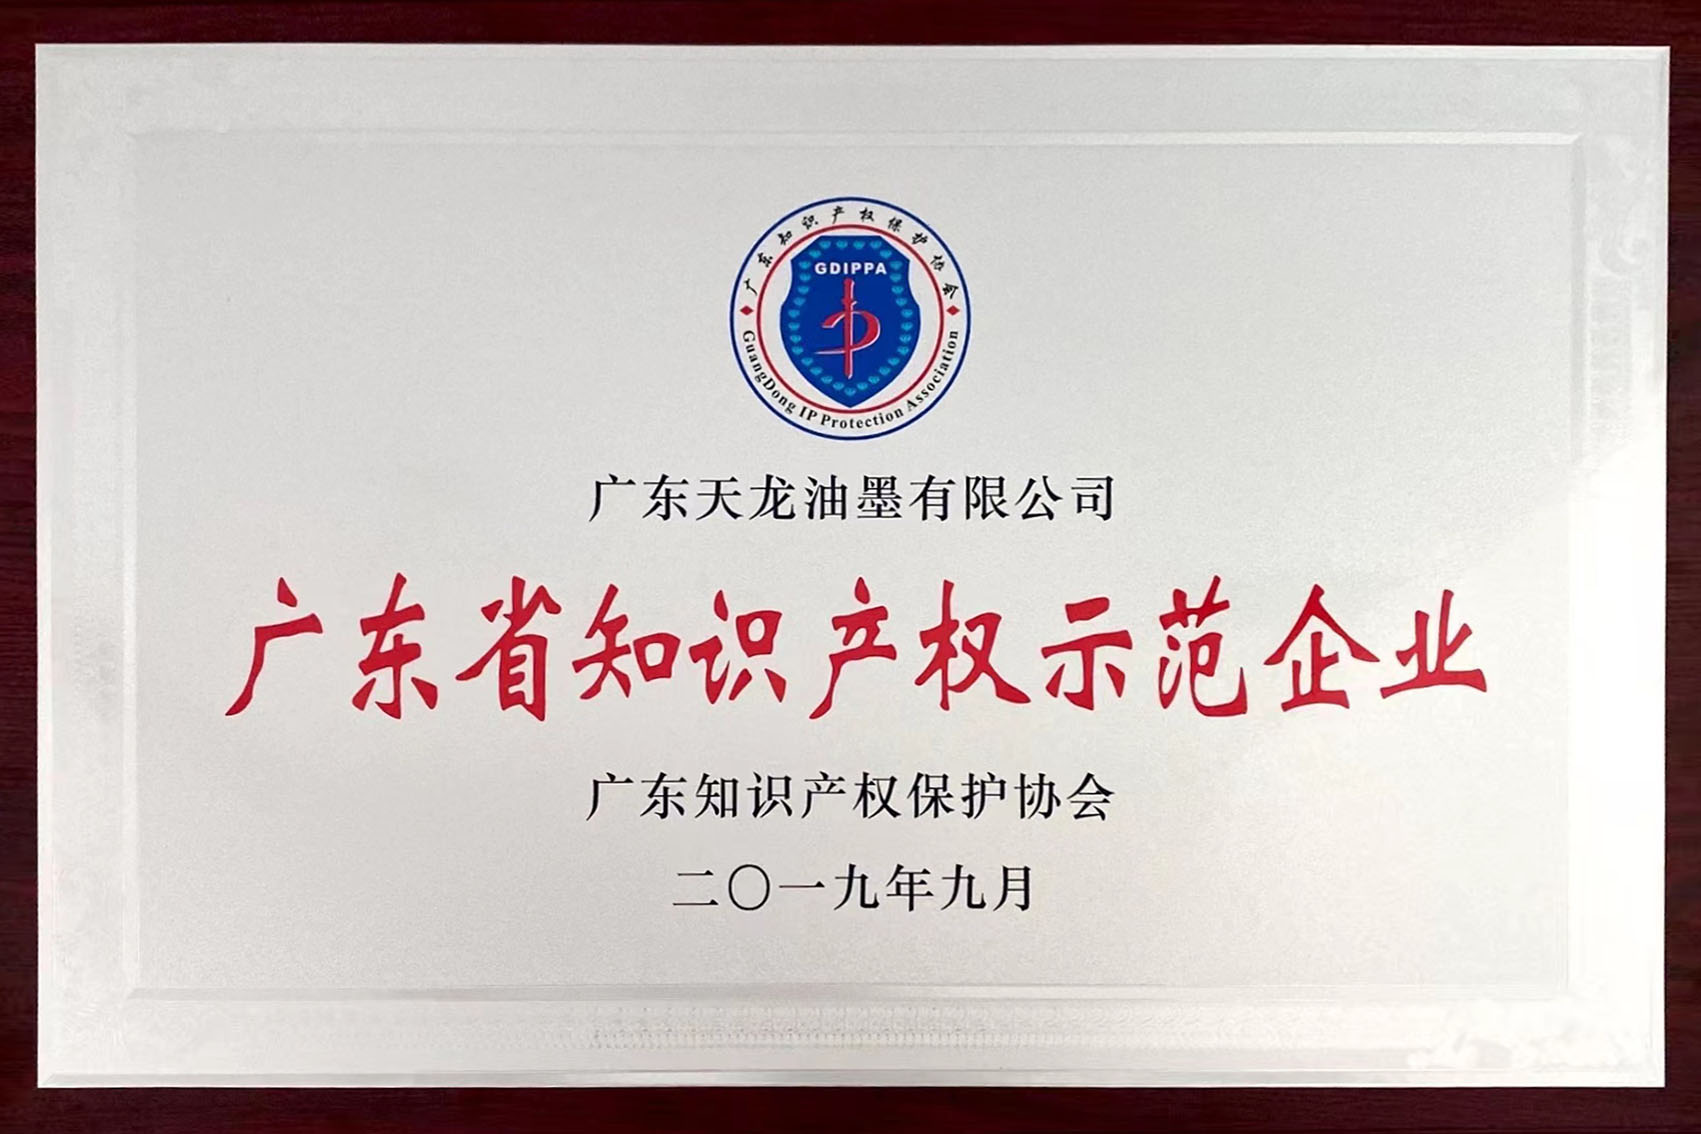 广东知识产权保护协会
GDIPPA
GuangDong IP Protection Association
广东天龙油墨有限公司
广东省知识产权示范企业
广东知识产权保护协会
二〇一九年九月